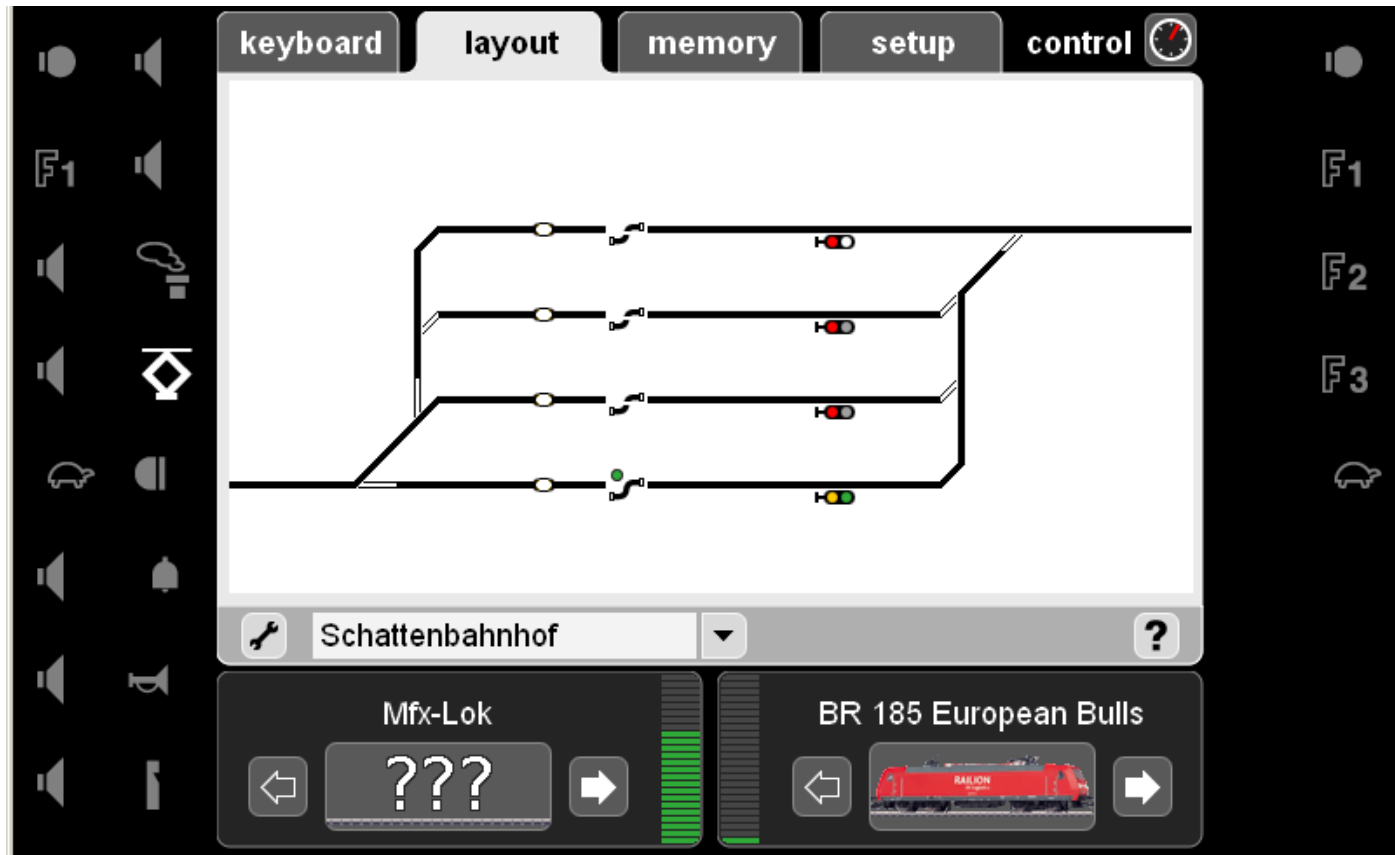 keyboard
layout
memory
setup
control
F1
F1
F2
F3
Schattenbahnhof
?
Mfx-Lok
BR 185 European Bulls
???
RAILION